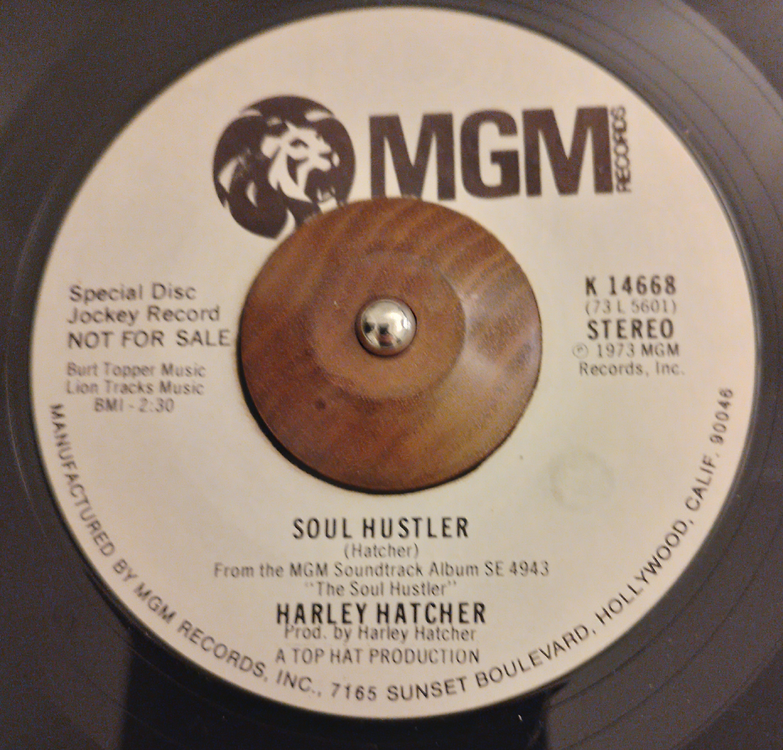 MGM RECORDS
Special Disc
Jockey Record
NOT FOR SALE
Burt Topper Music
Lion Tracks Music
BMI - 2:30
K 14668
(73 L 5601)
STEREO
℗ 1973 MGM
Records, Inc.
SOUL HUSTLER
(Hatcher)
From the MGM Soundtrack Album SE 4943
"The Soul Hustler"
HARLEY HATCHER
Prod. by Harley Hatcher
A TOP HAT PRODUCTION
MANUFACTURED BY MGM RECORDS, INC., 7165 SUNSET BOULEVARD, HOLLYWOOD, CALIF. 90046